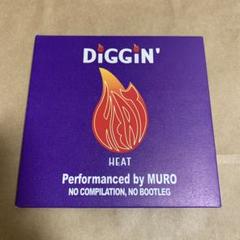 DiGGiN'
HEAT
HEAT
Performanced by MURO
NO COMPILATION, NO BOOTLEG